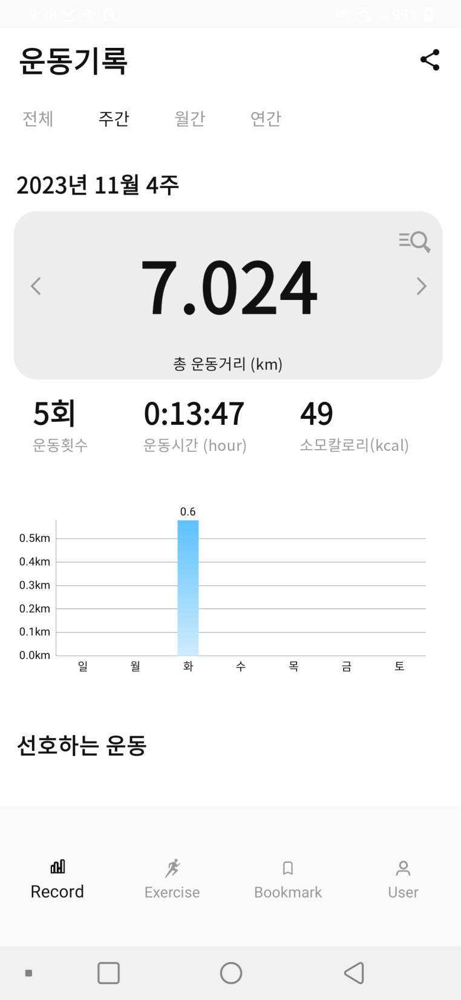 9:38
99%
운동기록
전체 주간 월간 연간
2023년 11월 4주
7.024
총 운동거리 (km)
5회 0:13:47 49
운동횟수 운동시간 (hour) 소모칼로리(kcal)
0.6
0.5km
0.4km
0.3km
0.2km
0.1km
0.0km
일 월 화 수 목 금 토
선호하는 운동
Record Exercise Bookmark User